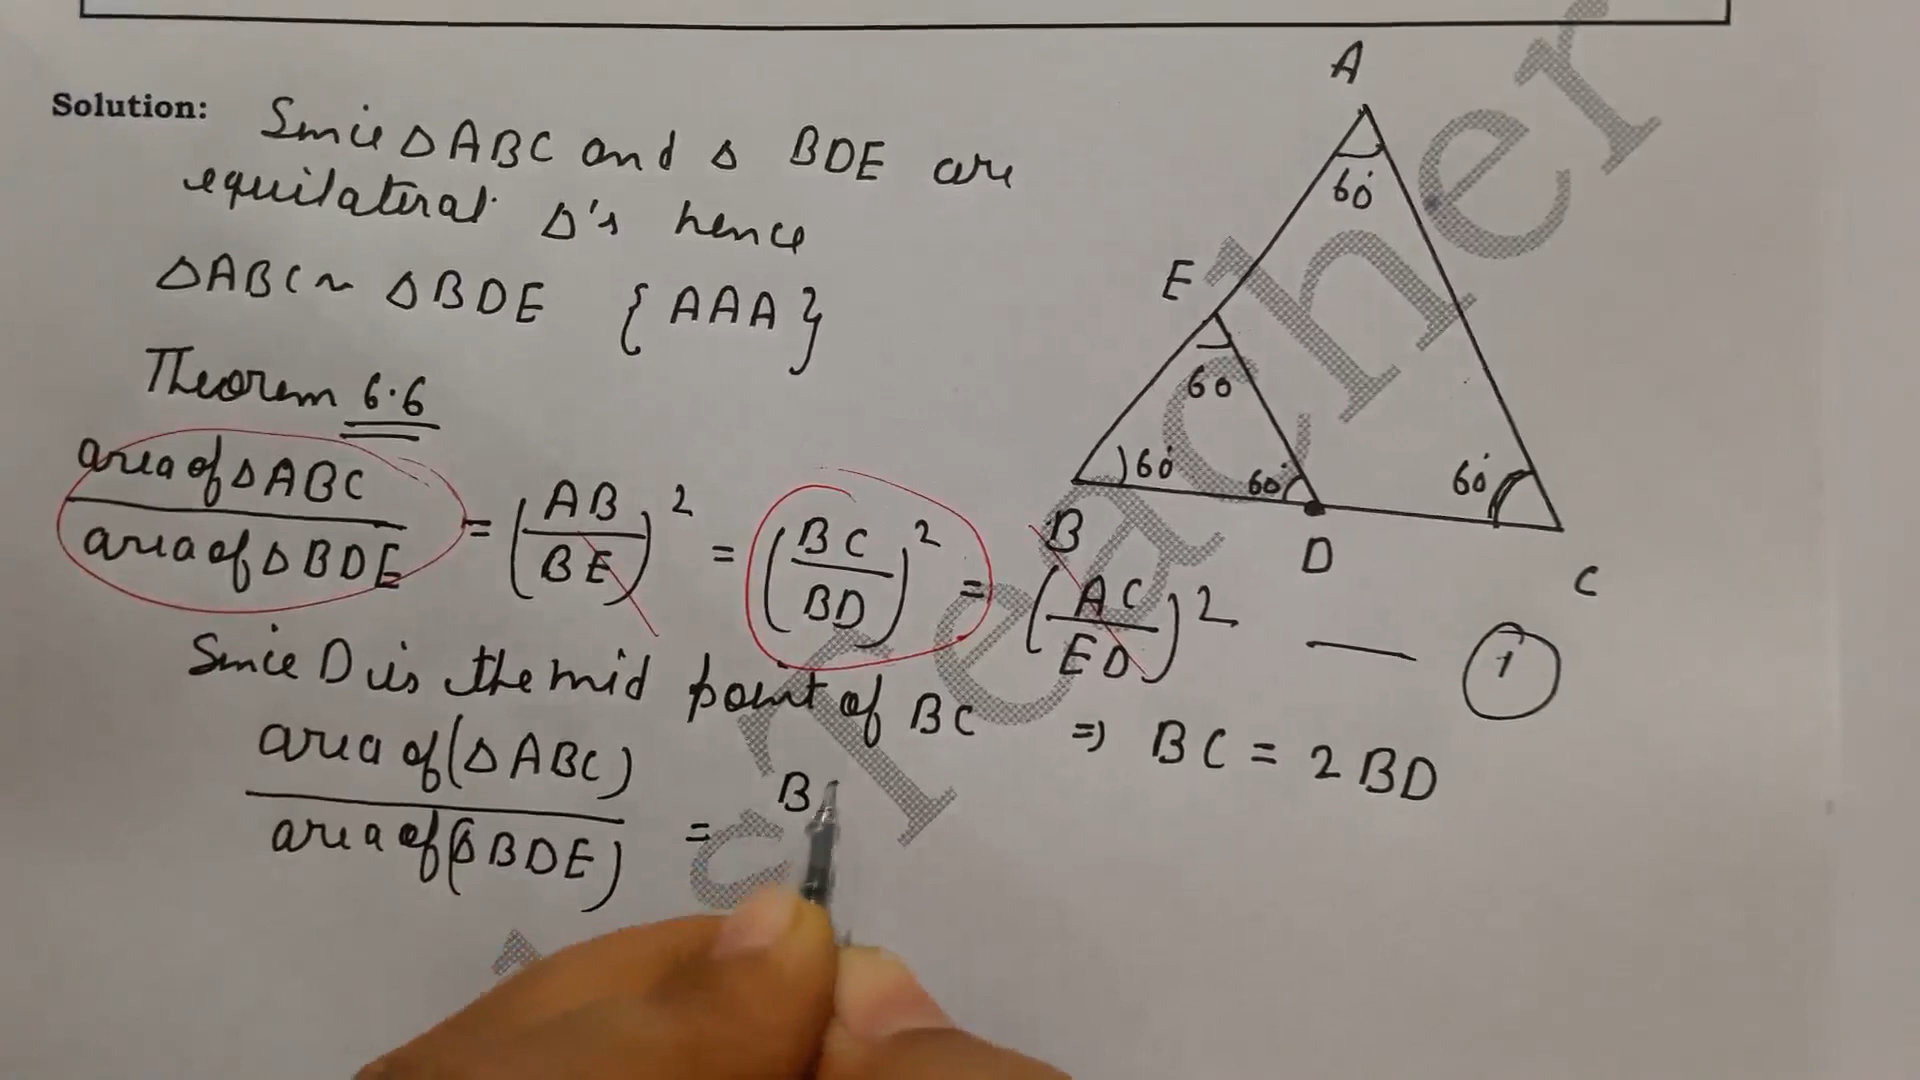 Solution: Since △ABC and △ BDE are
equilateral △'s hence
△ABC ~ △BDE {AAA}
Theorem 6.6
area of △ABC / area of △BDE = (AB / BE)² = (BC / BD)² = (AC / ED)² — 1
Since D is the mid point of BC ⇒ BC = 2BD
area of (△ABC) / area of (△BDE) = B
A
60°
E
60
60°
60°
60°
B
D
C
Teacher